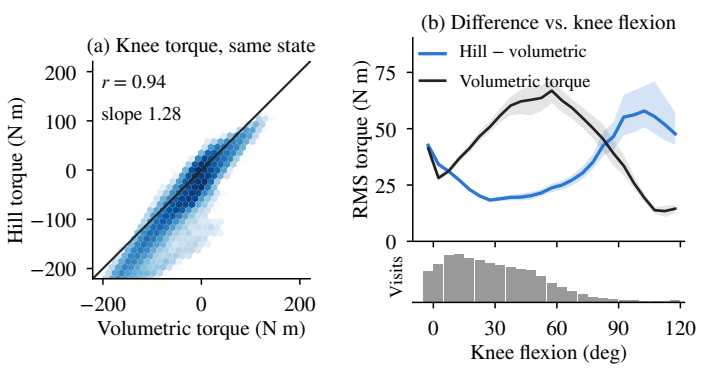 (a) Knee torque, same state
200
100
0
−100
−200
Hill torque (N m)
r = 0.94
slope 1.28
−200
0
200
Volumetric torque (N m)
(b) Difference vs. knee flexion
Hill − volumetric
Volumetric torque
75
50
25
0
RMS torque (N m)
Visits
0
30
60
90
120
Knee flexion (deg)